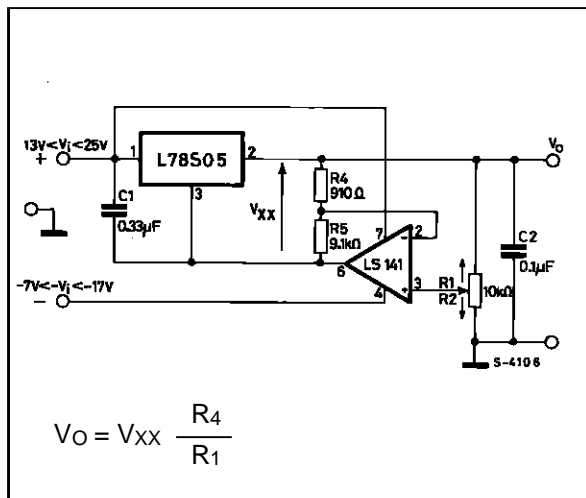 13V<Vi<25V
+
1
L78S05
2
3
VO
C1
0.33µF
VXX
R4
910Ω
R5
9.1kΩ
7
2
-
LS 141
6
4
+
3
R1
R2
10kΩ
C2
0.1µF
-7V<-Vi<-17V
-
S-4106
VO = VXX R4
R1